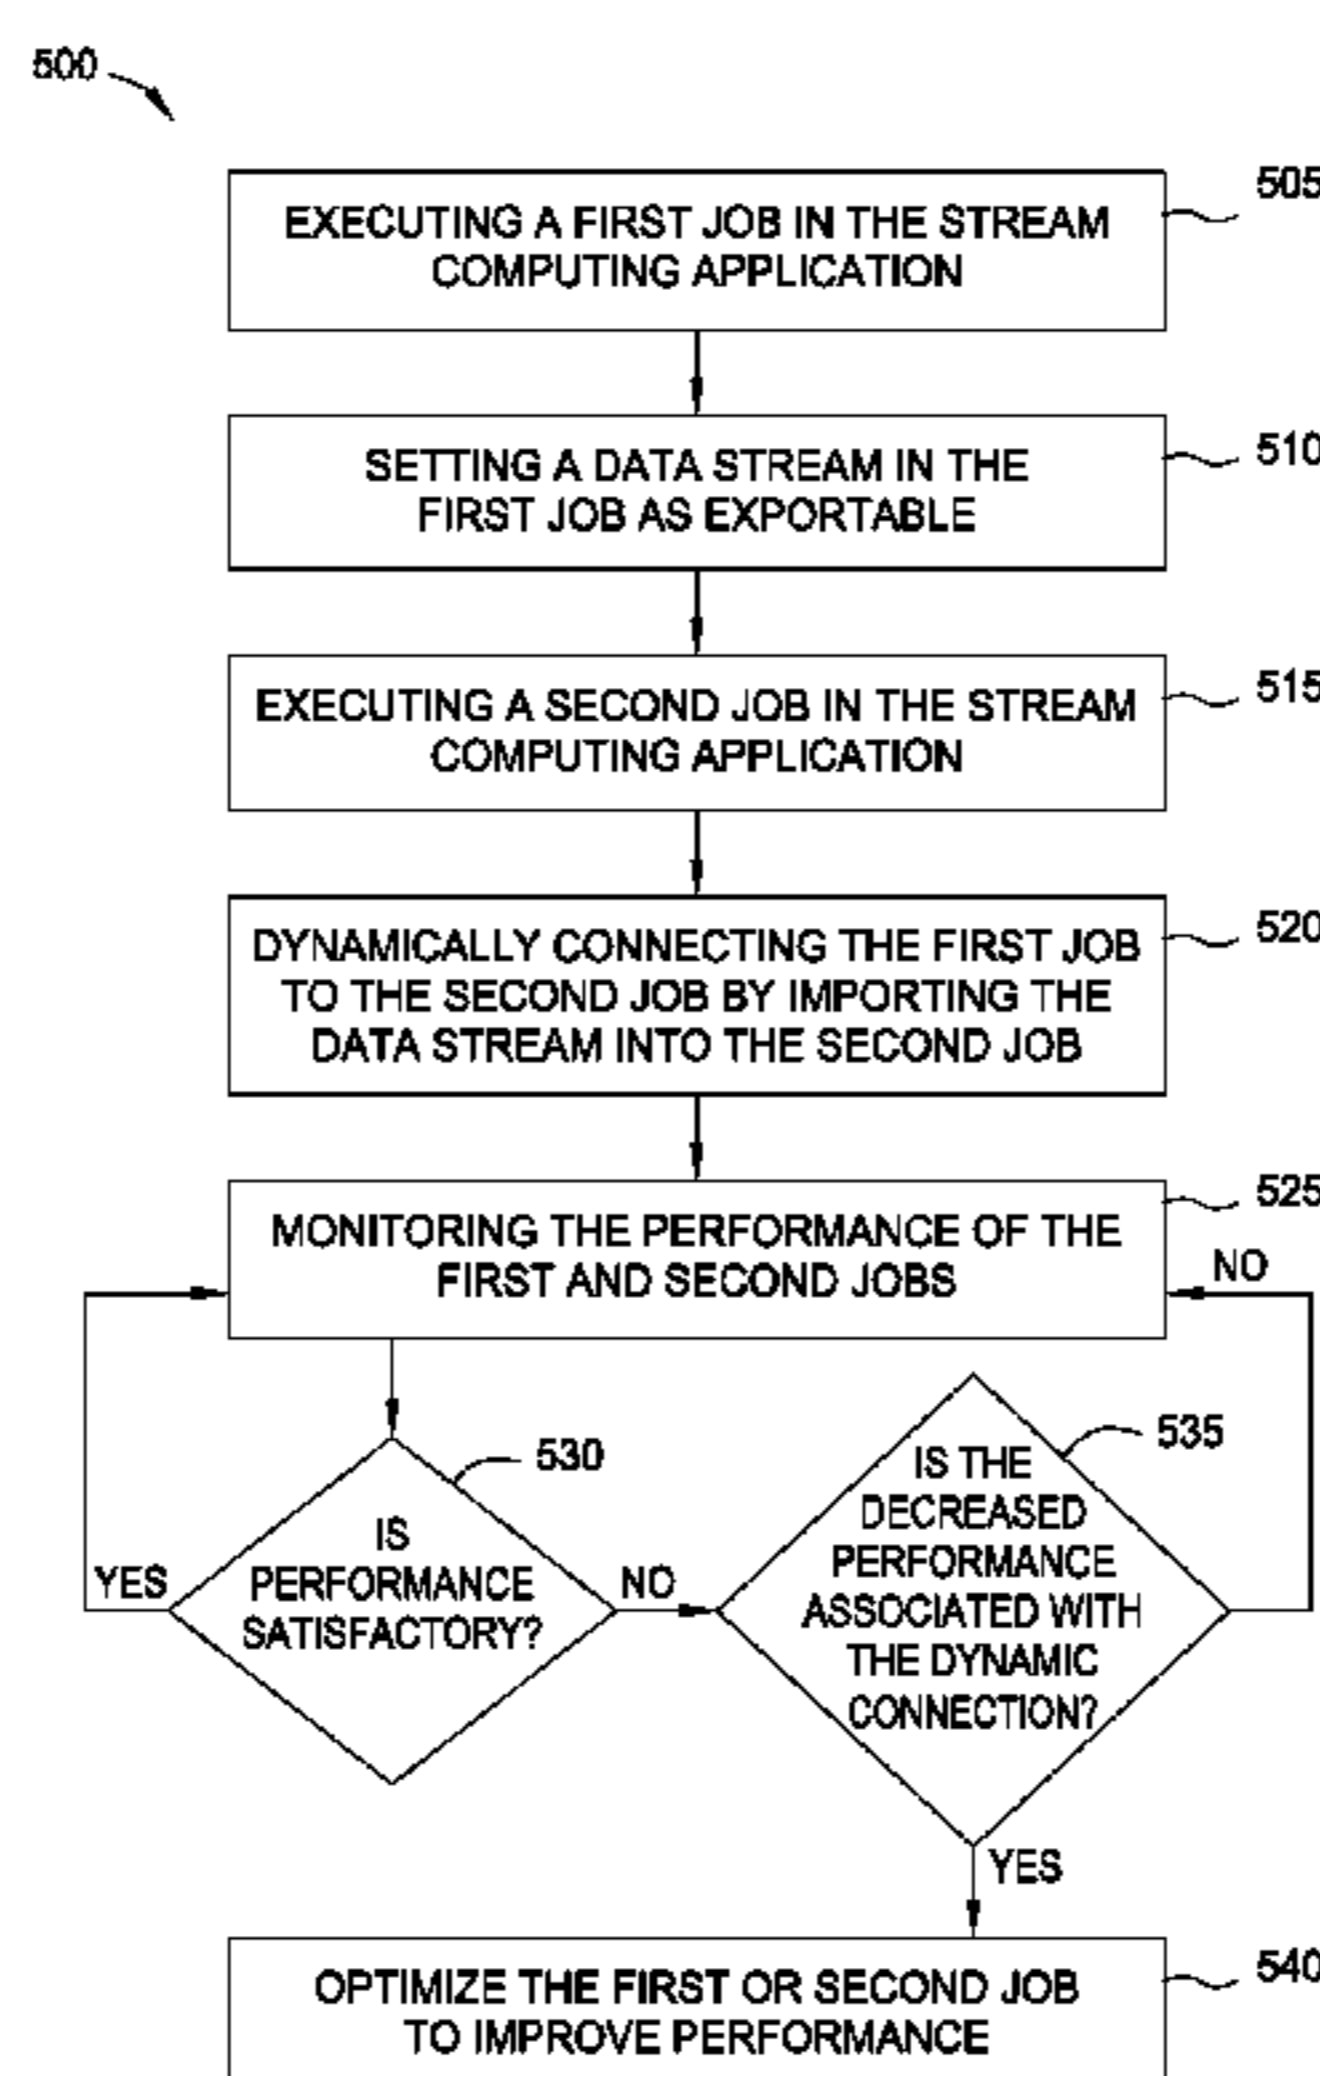 500
505
EXECUTING A FIRST JOB IN THE STREAM
COMPUTING APPLICATION
510
SETTING A DATA STREAM IN THE
FIRST JOB AS EXPORTABLE
515
EXECUTING A SECOND JOB IN THE STREAM
COMPUTING APPLICATION
520
DYNAMICALLY CONNECTING THE FIRST JOB
TO THE SECOND JOB BY IMPORTING THE
DATA STREAM INTO THE SECOND JOB
525
MONITORING THE PERFORMANCE OF THE
FIRST AND SECOND JOBS
NO
530
IS
PERFORMANCE
SATISFACTORY?
YES
NO
535
IS THE
DECREASED
PERFORMANCE
ASSOCIATED WITH
THE DYNAMIC
CONNECTION?
YES
540
OPTIMIZE THE FIRST OR SECOND JOB
TO IMPROVE PERFORMANCE